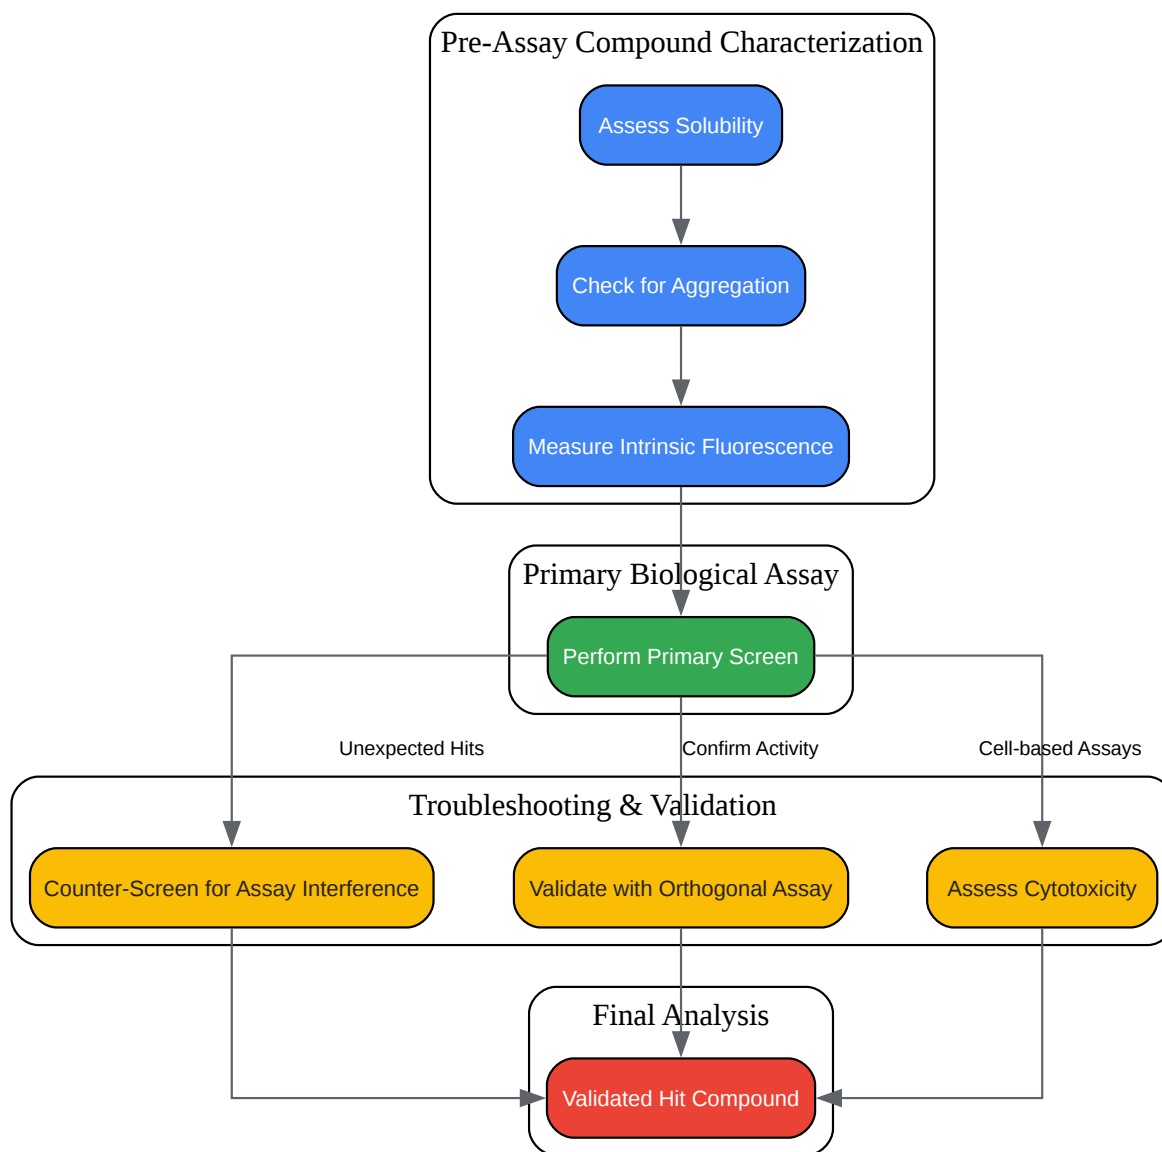 Pre-Assay Compound Characterization
Assess Solubility
Check for Aggregation
Measure Intrinsic Fluorescence
Primary Biological Assay
Perform Primary Screen
Unexpected Hits
Confirm Activity
Cell-based Assays
Troubleshooting & Validation
Counter-Screen for Assay Interference
Validate with Orthogonal Assay
Assess Cytotoxicity
Final Analysis
Validated Hit Compound